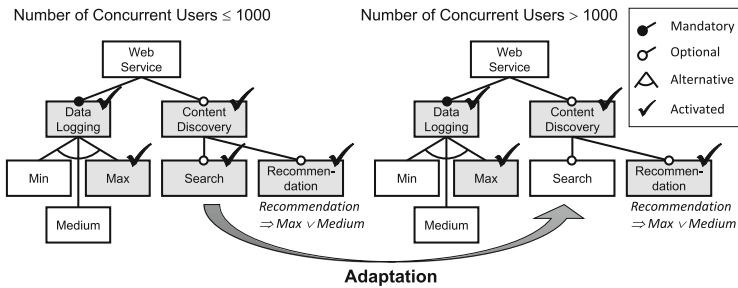 Number of Concurrent Users ≤ 1000
Number of Concurrent Users > 1000
Mandatory
Optional
Alternative
Activated
Web
Service
Data
Logging
Content
Discovery
Min
Max
Search
Recommen-
dation
Medium
Recommendation
⇒ Max ∨ Medium
Web
Service
Data
Logging
Content
Discovery
Min
Max
Search
Recommen-
dation
Medium
Recommendation
⇒ Max ∨ Medium
Adaptation